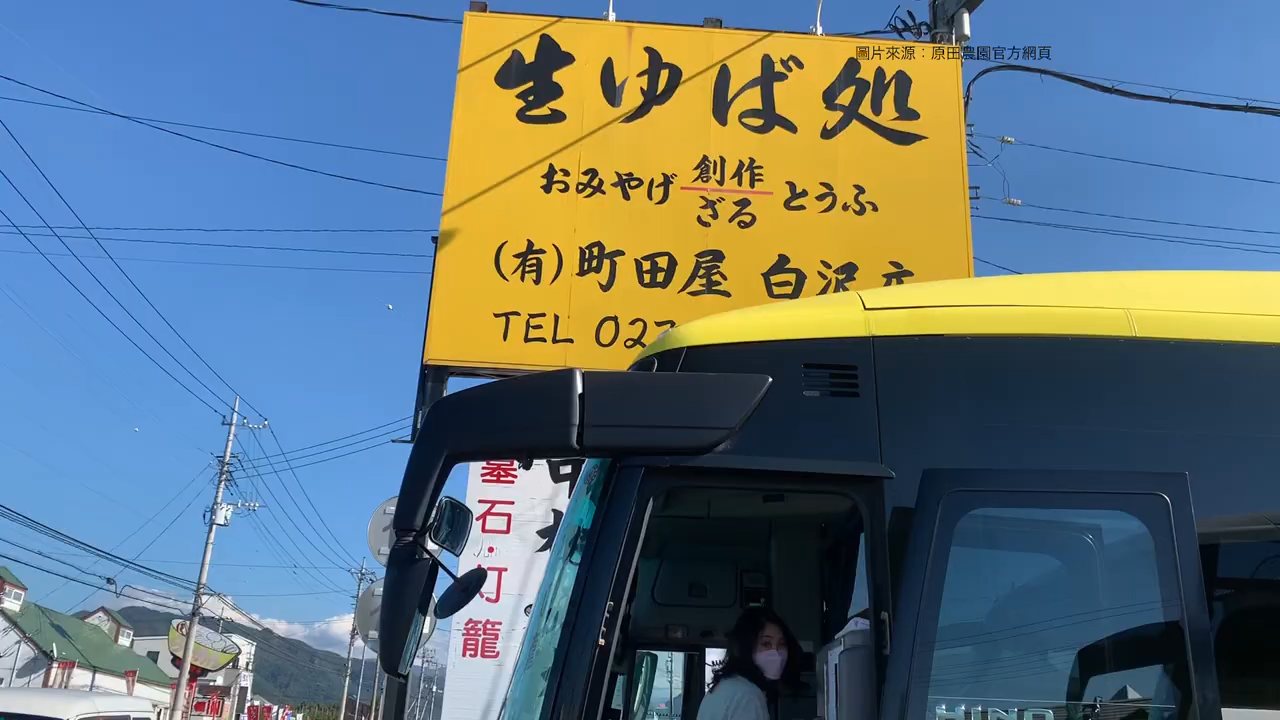 圖片來源：原田農園官方網頁
生ゆば処
おみやげ 創作 ざる とうふ
(有)町田屋 白沢
TEL 027
墓石・灯籠
HINO